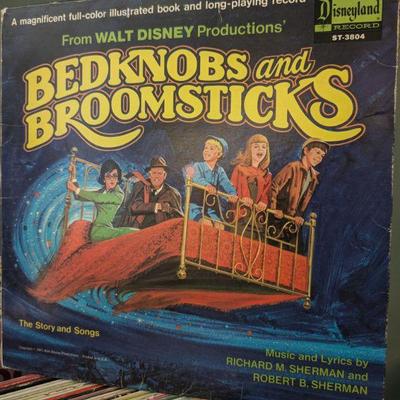 A magnificent full-color illustrated book and long-playing record
Disneyland
RECORD
ST-3804
From WALT DISNEY Productions'
BEDKNOBS and
BROOMSTICKS
The Story and Songs
Music and Lyrics by
RICHARD M. SHERMAN and
ROBERT B. SHERMAN